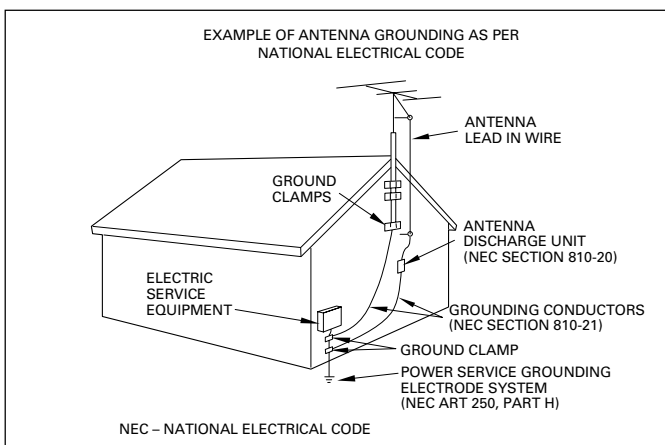 EXAMPLE OF ANTENNA GROUNDING AS PER
NATIONAL ELECTRICAL CODE
ANTENNA
LEAD IN WIRE
GROUND
CLAMPS
ANTENNA
DISCHARGE UNIT
(NEC SECTION 810-20)
ELECTRIC
SERVICE
EQUIPMENT
GROUNDING CONDUCTORS
(NEC SECTION 810-21)
GROUND CLAMP
POWER SERVICE GROUNDING
ELECTRODE SYSTEM
(NEC ART 250, PART H)
NEC – NATIONAL ELECTRICAL CODE